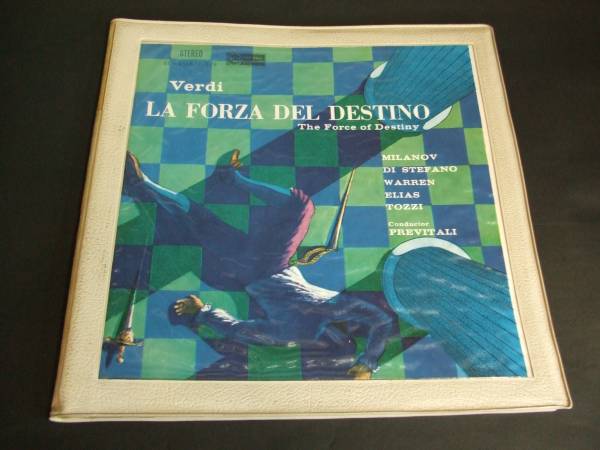 STEREO
Verdi
LA FORZA DEL DESTINO
The Force of Destiny
MILANOV
DI STEFANO
WARREN
ELIAS
TOZZI
Conductor
PREVITALI